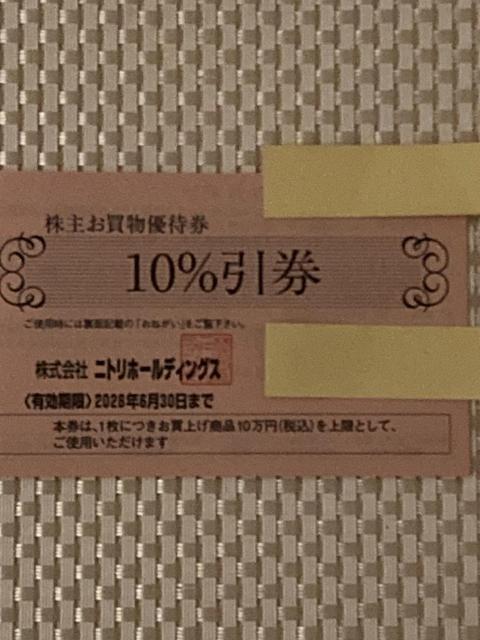 株主お買物優待券
10%引券
ご使用時には裏面記載の「おねがい」をご覧下さい。
株式会社 ニトリホールディングス
〈有効期限〉2026年6月30日まで
本券は、1枚につきお買上げ商品10万円(税込)を上限として、
ご使用いただけます